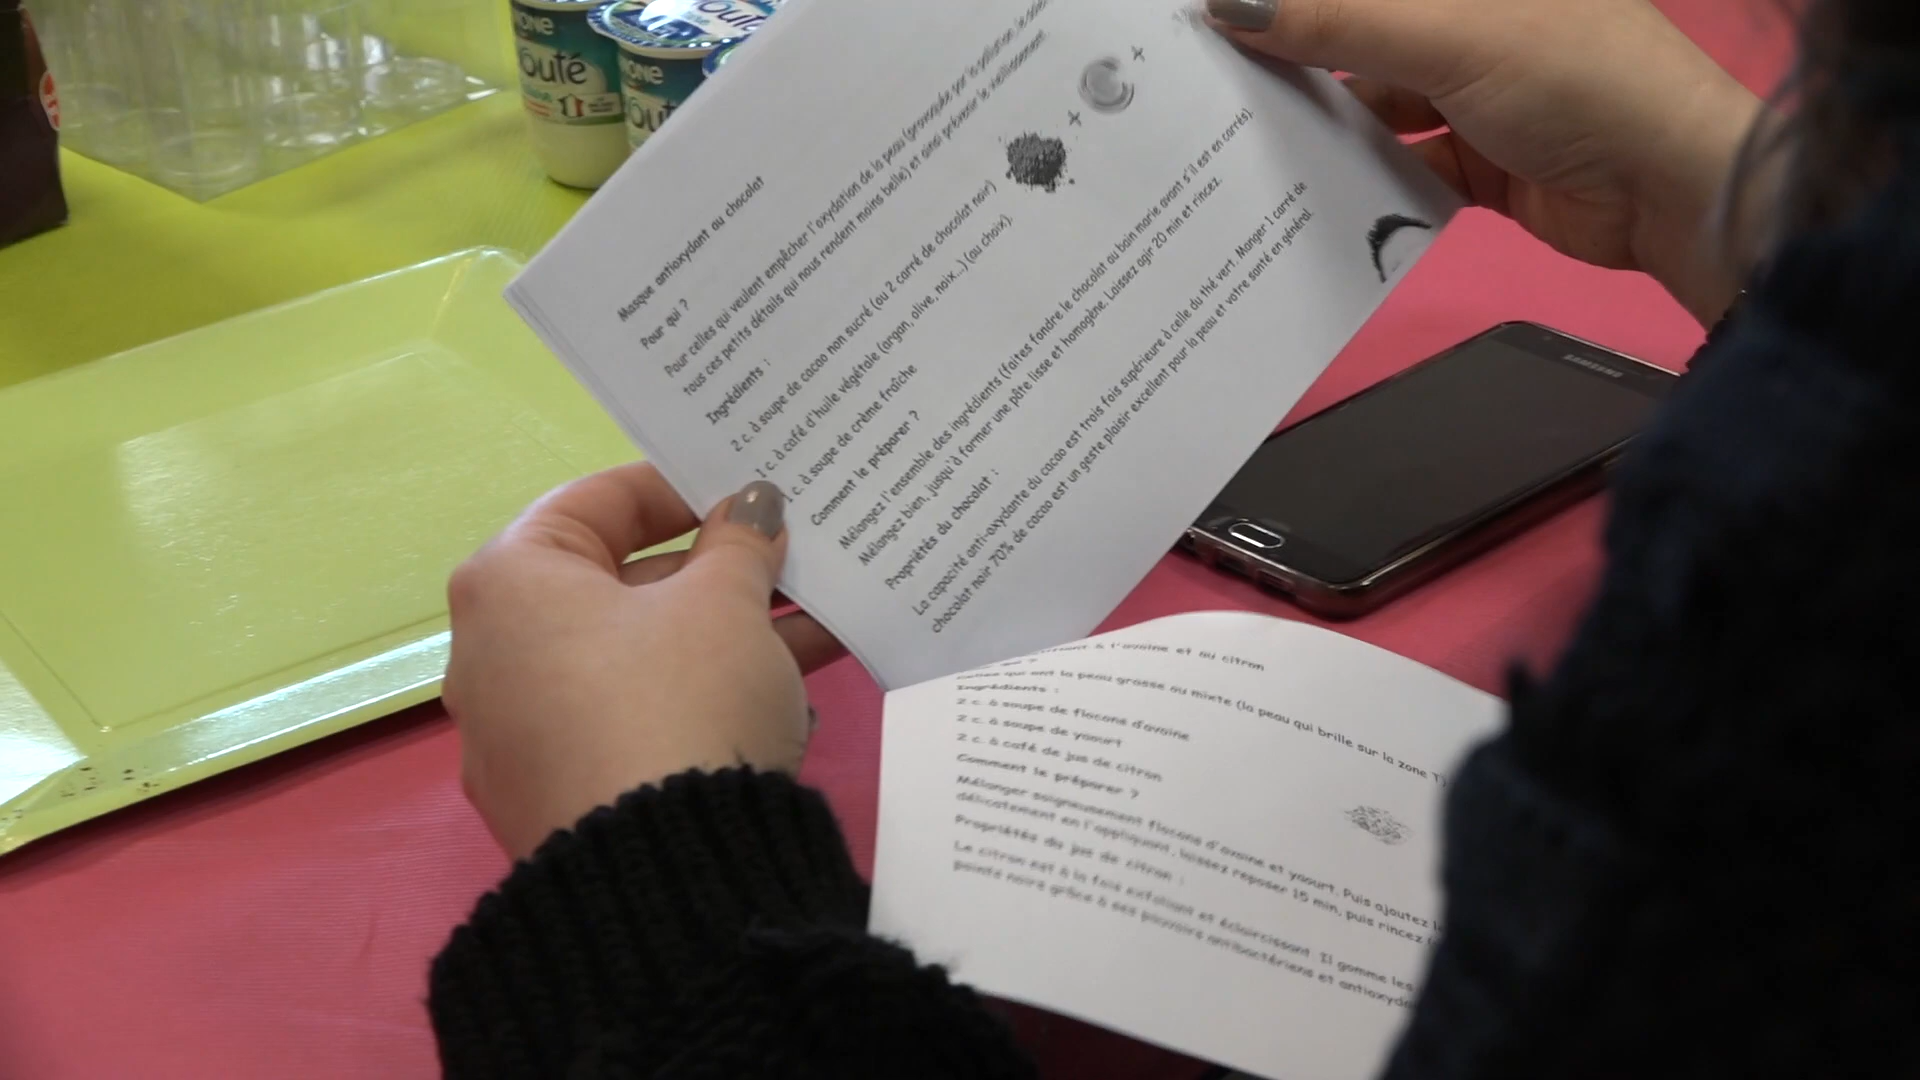 Masque antioxydant au chocolat
Pour qui ?
Pour celles qui veulent empêcher l'oxydation de la peau (provoquée par la pollution, le
tous ces petits détails qui nous rendent moins belle) et ainsi prévenir le vieillissement.
Ingrédients :
2 c. à soupe de cacao non sucré (ou 2 carré de chocolat noir)
1 c. à café d'huile végétale (argan, olive, noix...) (au choix).
1 c. à soupe de crème fraîche
Comment le préparer ?
Mélangez l'ensemble des ingrédients (faites fondre le chocolat au bain marie avant s'il est en carrés).
Mélangez bien, jusqu'à former une pâte lisse et homogène. Laissez agir 20 min et rincez.
Propriétés du chocolat :
La capacité anti-oxydante du cacao est trois fois supérieure à celle du thé vert. Manger 1 carré de
chocolat noir 70% de cacao est un geste plaisir excellent pour la peau et votre santé en général.
à l'avoine et au citron
qui ont la peau grasse ou mixte (la peau qui brille sur la zone T)
Ingrédients :
2 c. à soupe de flocons d'avoine
2 c. à soupe de yaourt
2 c. à café de jus de citron
Comment le préparer ?
Mélanger soigneusement flocons d'avoine et yaourt. Puis ajoutez
délicatement en l'appliquant, laissez reposer 15 min, puis rincez
Propriétés du jus de citron :
Le citron est à la fois exfoliant et éclaircissant. Il gomme les
points noirs grâce à ses pouvoirs antibactériens et
SAMSUNG